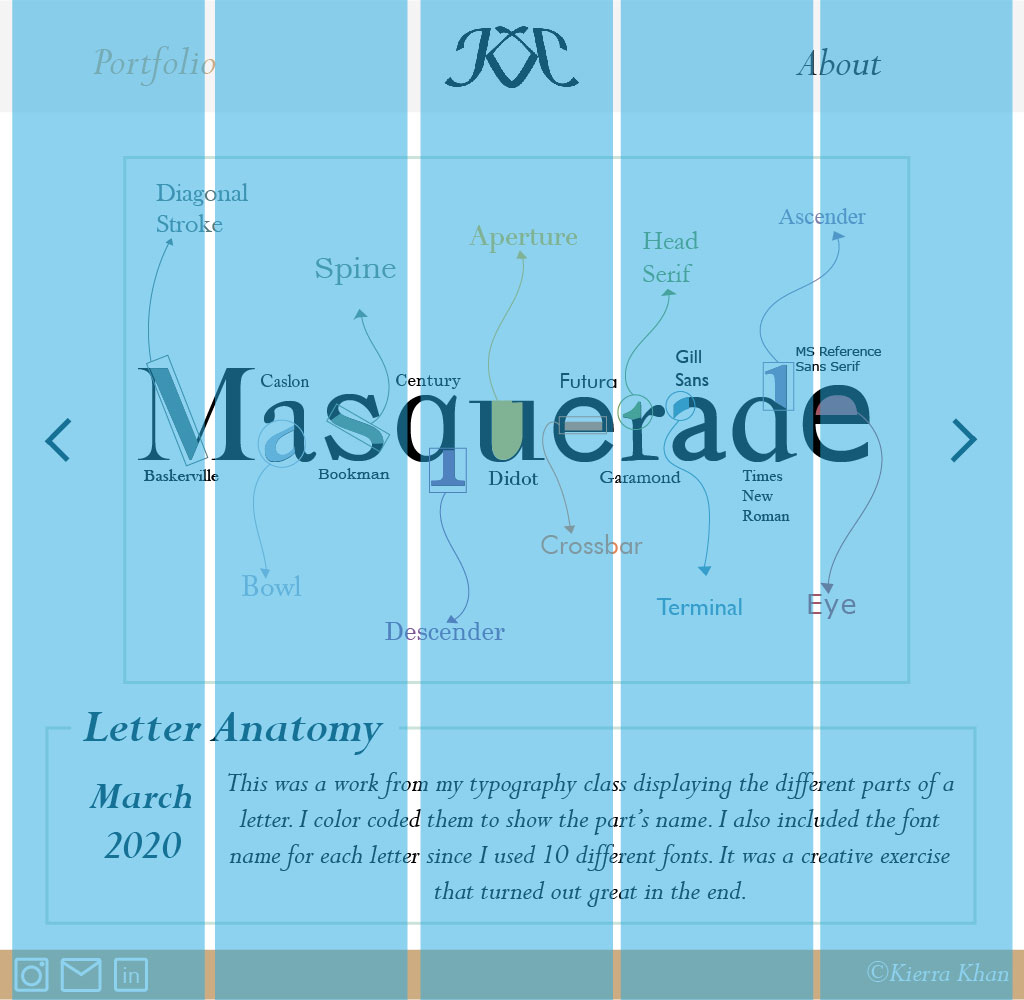 Portfolio
KK
About
Diagonal
Stroke
Spine
Aperture
Head
Serif
Ascender
Caslon
Century
Futura
Gill
Sans
MS Reference
Sans Serif
Masquerade
Baskerville
Bookman
Didot
Garamond
Times
New
Roman
Bowl
Descender
Crossbar
Terminal
Eye
Letter Anatomy
March
2020
This was a work from my typography class displaying the different parts of a
letter. I color coded them to show the part's name. I also included the font
name for each letter since I used 10 different fonts. It was a creative exercise
that turned out great in the end.
in
©Kierra Khan